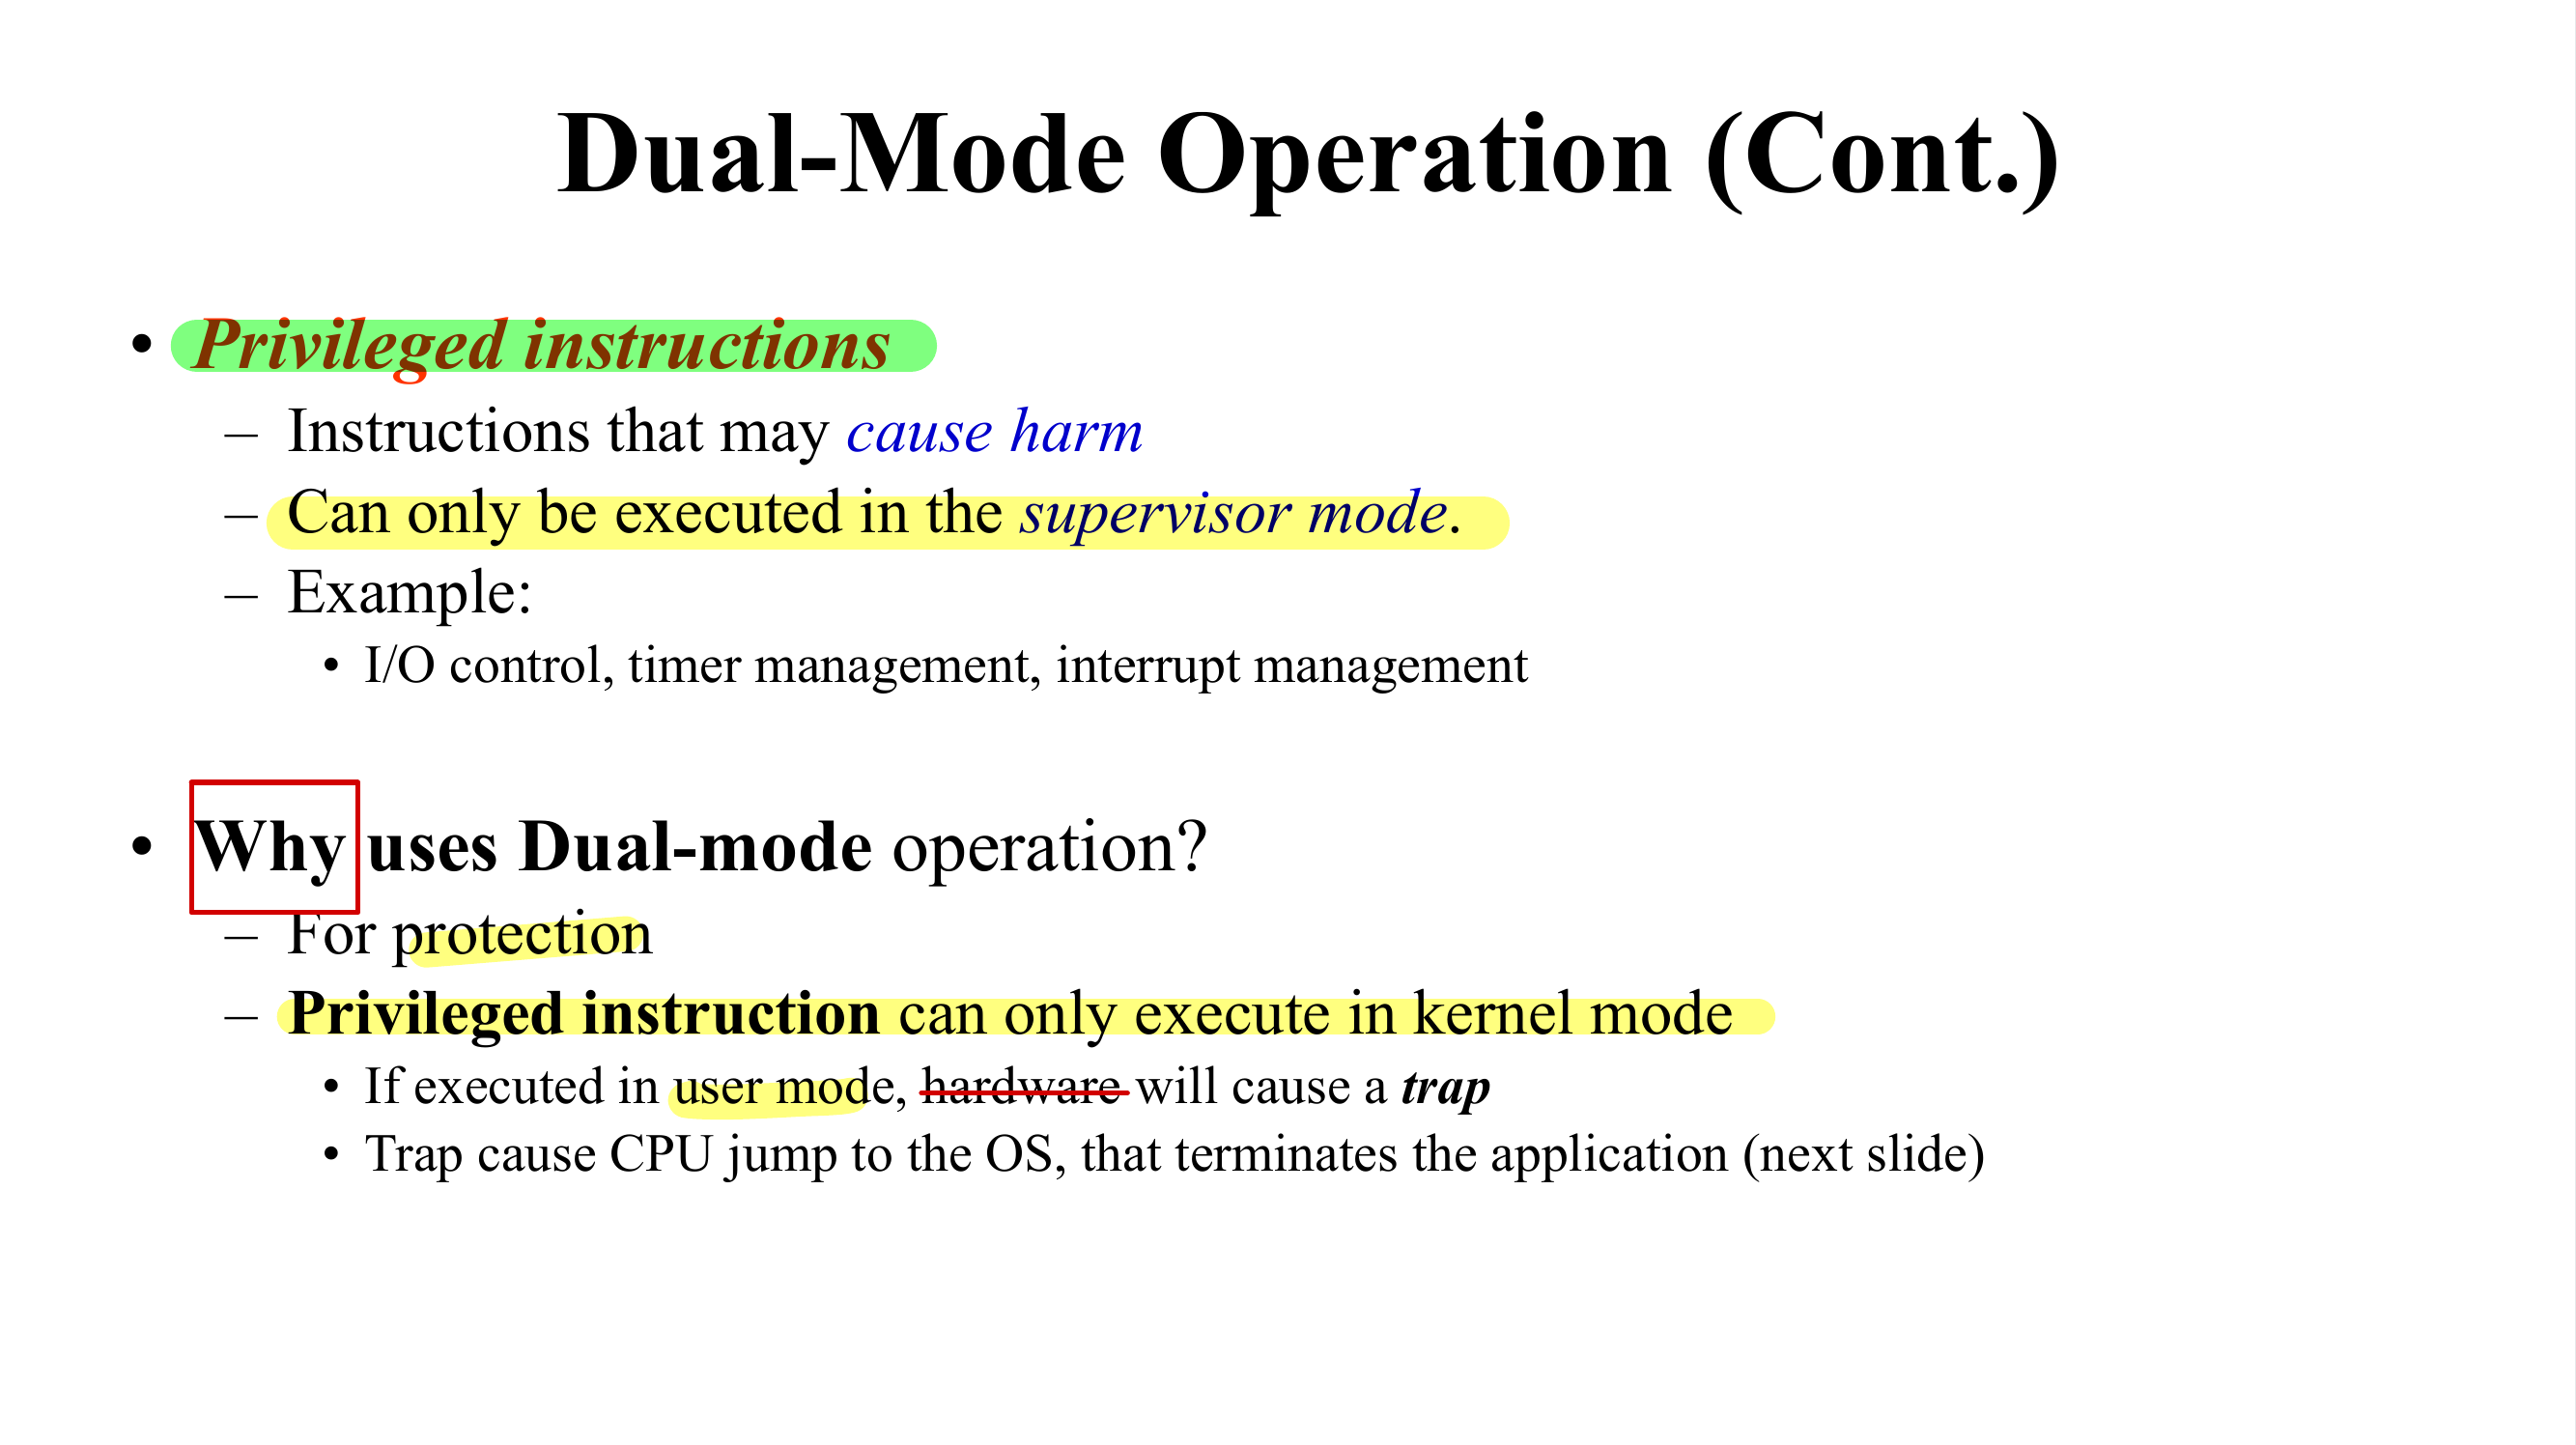 Dual-Mode Operation (Cont.)
• Privileged instructions
– Instructions that may cause harm
– Can only be executed in the supervisor mode.
– Example:
• I/O control, timer management, interrupt management
• Why uses Dual-mode operation?
– For protection
– Privileged instruction can only execute in kernel mode
• If executed in user mode, hardware will cause a trap
• Trap cause CPU jump to the OS, that terminates the application (next slide)